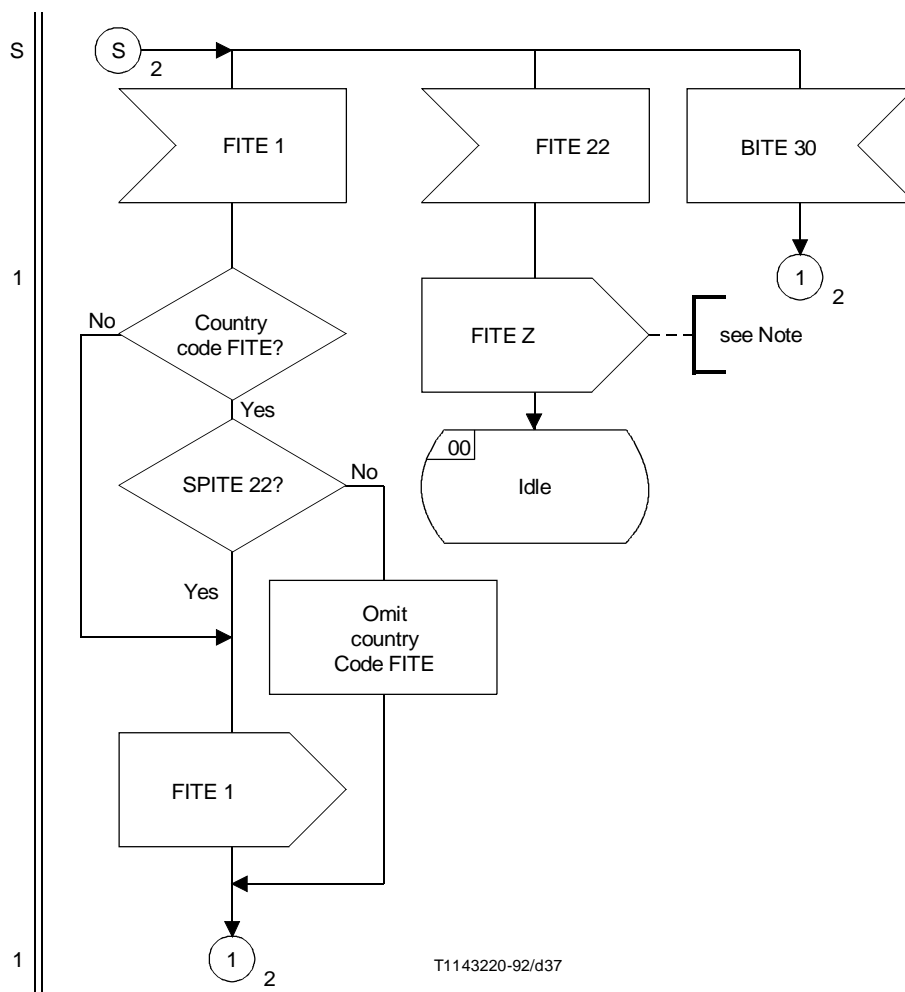 S
S
2
FITE 1
FITE 22
BITE 30
1
1
2
No
Country
code FITE?
FITE Z
see Note
Yes
00
Idle
SPITE 22?
No
Yes
Omit
country
Code FITE
FITE 1
1
1
2
T1143220-92/d37